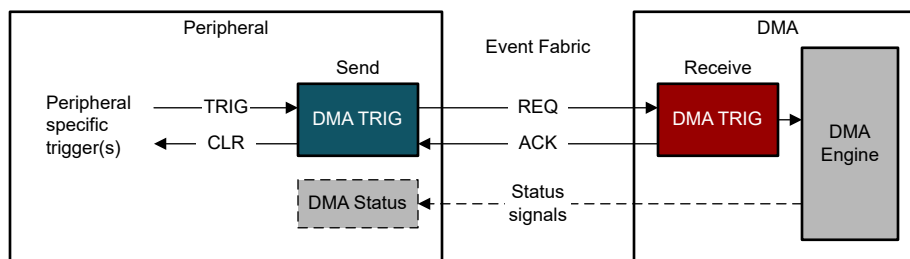 Peripheral
Event Fabric
DMA
Send
Receive
Peripheral
specific
trigger(s)
TRIG
CLR
DMA TRIG
REQ
ACK
DMA TRIG
DMA
Engine
DMA Status
Status
signals